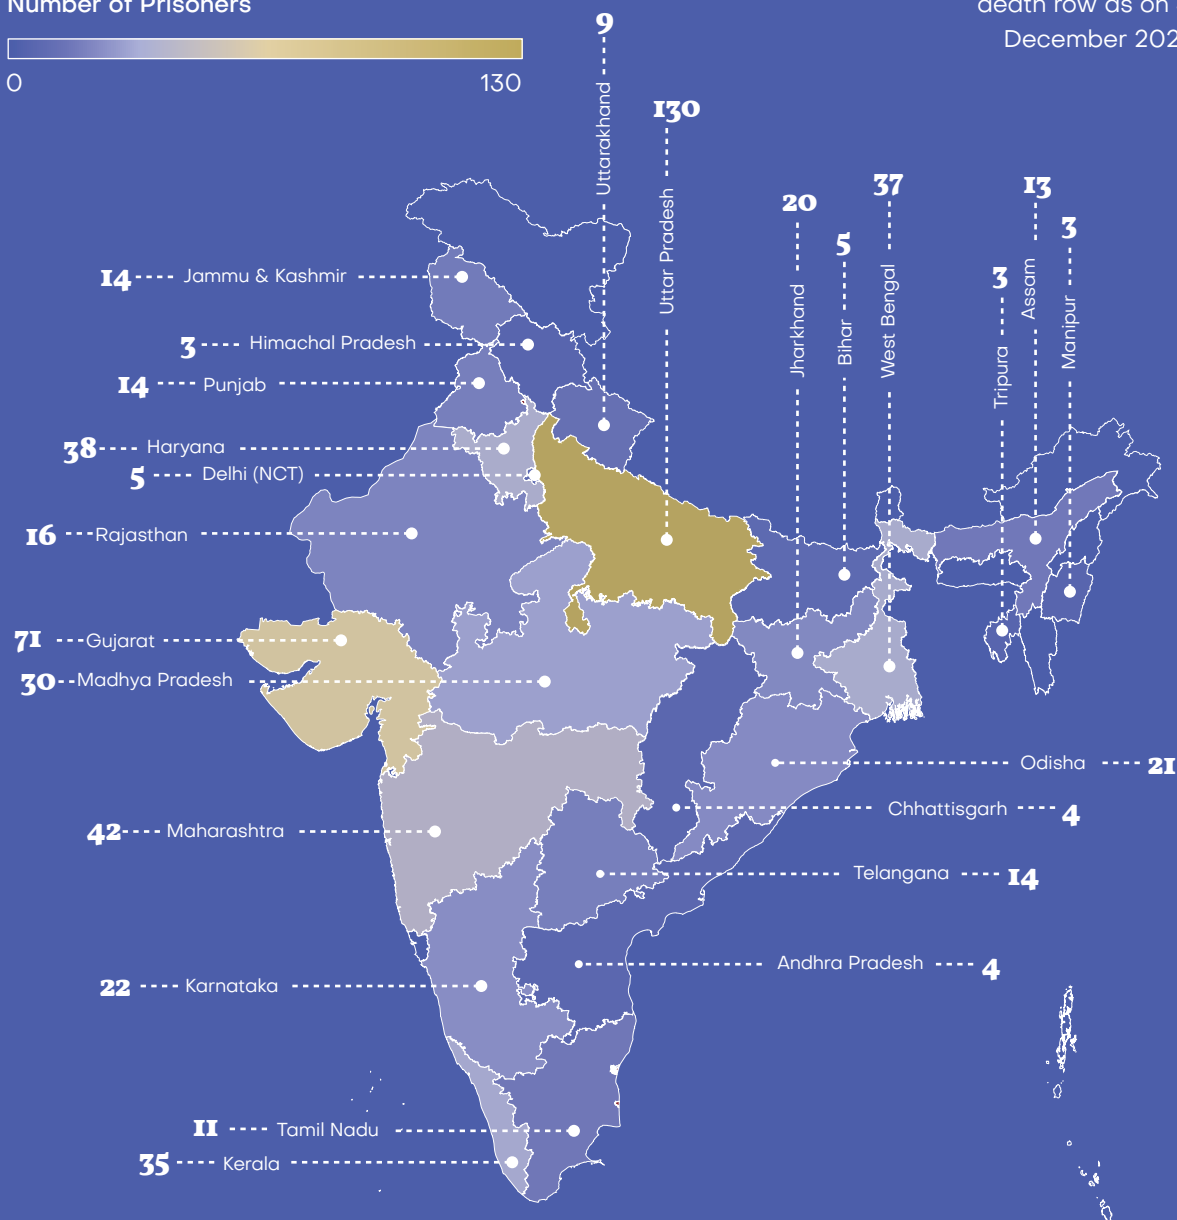 Number of Prisoners
0 130
death row as on
December 202
9
Uttarakhand
130
Uttar Pradesh
20
Jharkhand
5
Bihar
37
West Bengal
3
Tripura
13
Assam
3
Manipur
14 Jammu & Kashmir
3 Himachal Pradesh
14 Punjab
38 Haryana
5 Delhi (NCT)
16 Rajasthan
71 Gujarat
30 Madhya Pradesh
Odisha 21
Chhattisgarh 4
42 Maharashtra
Telangana 14
Andhra Pradesh 4
22 Karnataka
11 Tamil Nadu
35 Kerala